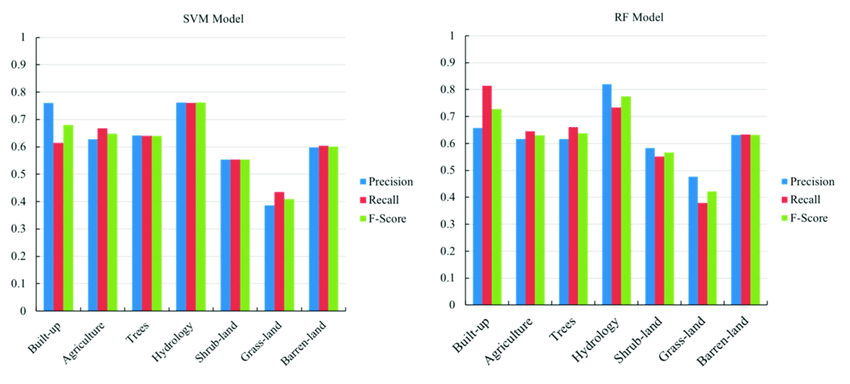 SVM Model
1
0.9
0.8
0.7
0.6
0.5
0.4
0.3
0.2
0.1
0
Built-up
Agriculture
Trees
Hydrology
Shrub-land
Grass-land
Barren-land
Precision
Recall
F-Score
RF Model
1
0.9
0.8
0.7
0.6
0.5
0.4
0.3
0.2
0.1
0
Built-up
Agriculture
Trees
Hydrology
Shrub-land
Grass-land
Barren-land
Precision
Recall
F-Score